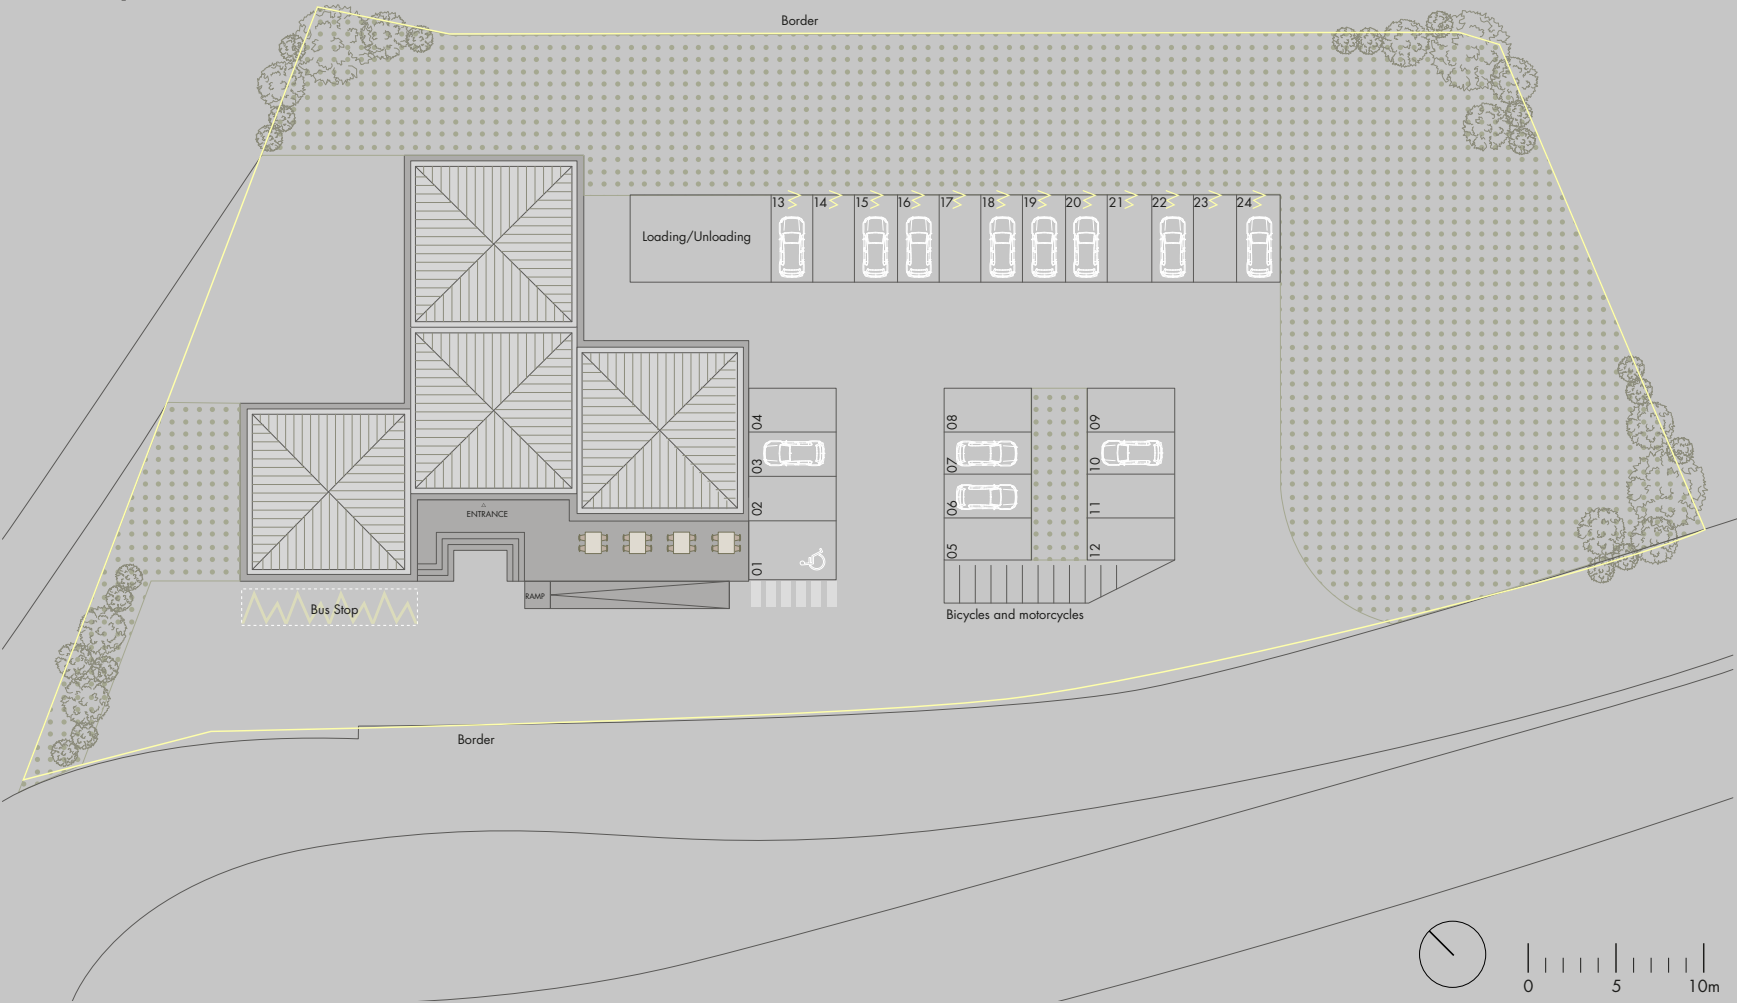 Border
13 14 15 16 17 18 19 20 21 22 23 24
Loading/Unloading
04
03
02
01
08
07
06
05
09
10
11
12
ENTRANCE
RAMP
Bus Stop
Bicycles and motorcycles
Border
0 5 10m